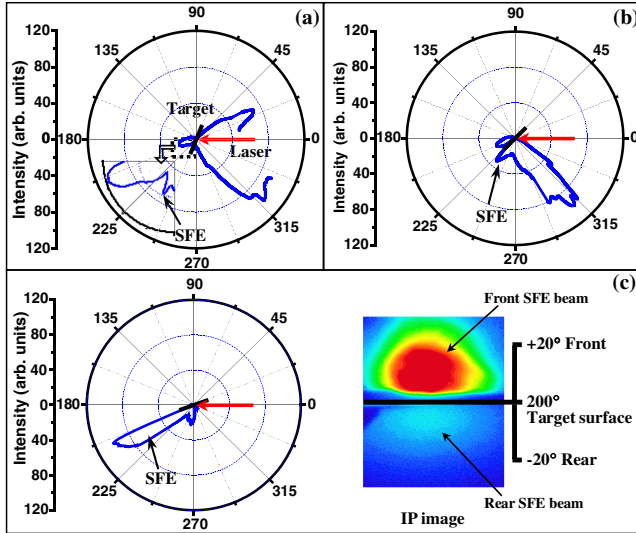 (a)
Intensity (arb. units)
120
80
40
0
40
80
120
90
135
45
180
0
225
315
270
Target
Laser
SFE
(b)
Intensity (arb. units)
120
80
40
0
40
80
120
90
135
45
180
0
225
315
270
SFE
(c)
Intensity (arb. units)
120
80
40
0
40
80
120
90
135
45
180
0
225
315
270
SFE
Front SFE beam
+20° Front
200°
Target surface
-20° Rear
Rear SFE beam
IP image